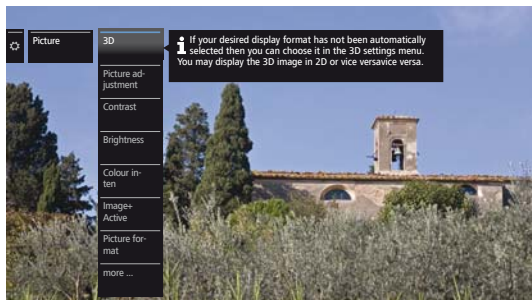 Picture
3D
If your desired display format has not been automatically
selected then you can choose it in the 3D settings menu.
You may display the 3D image in 2D or vice versavice versa.
Picture ad-
justment
Contrast
Brightness
Colour in-
ten
Image+
Active
Picture for-
mat
more ...